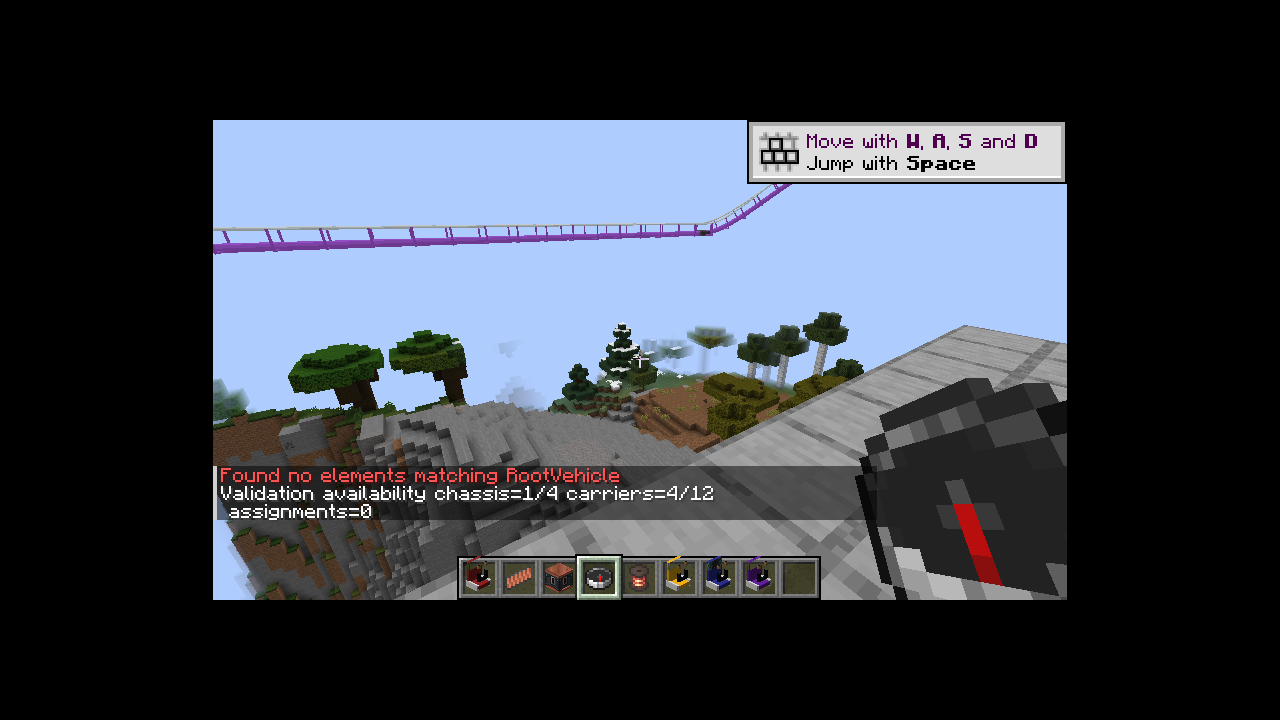 Move with W, A, S and D
Jump with Space
Found no elements matching RootVehicle
Validation availability chassis=1/4 carriers=4/12
assignments=0